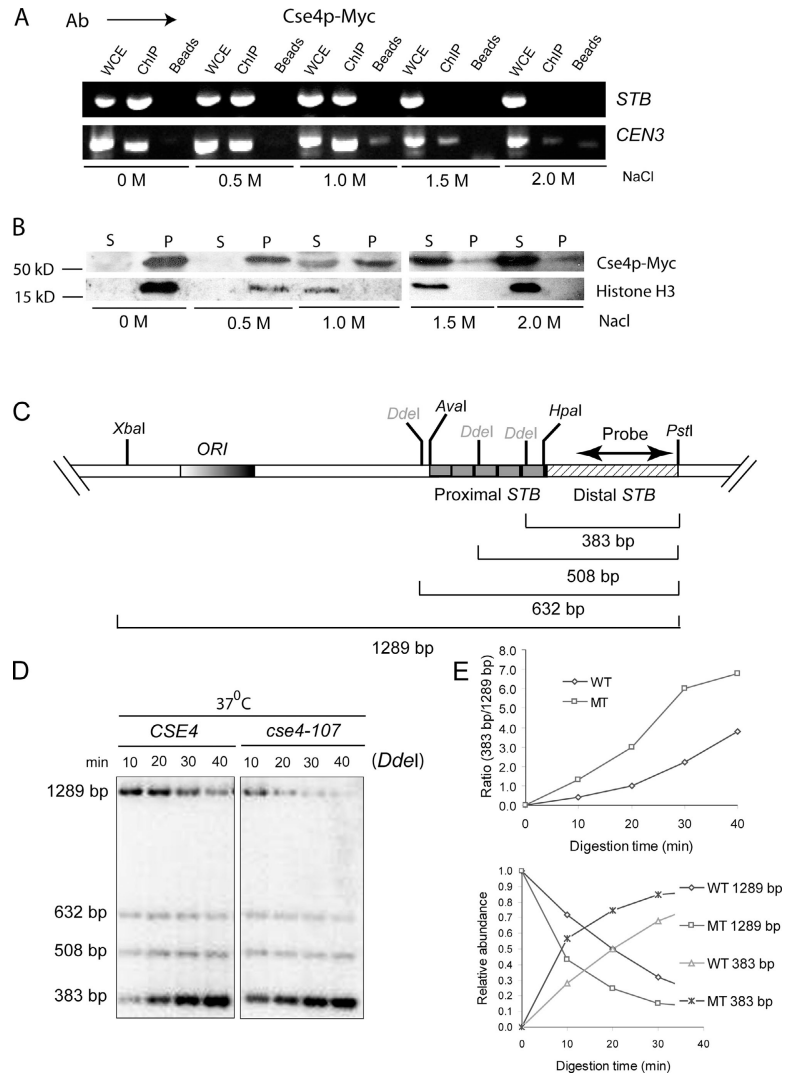 A
Ab
Cse4p-Myc
WCE ChIP Beads WCE ChIP Beads WCE ChIP Beads WCE ChIP Beads WCE ChIP Beads
STB
CEN3
0 M 0.5 M 1.0 M 1.5 M 2.0 M NaCl
B
S P S P S P S P S P
50 kD Cse4p-Myc
15 kD Histone H3
0 M 0.5 M 1.0 M 1.5 M 2.0 M NacI
C
XbaI ORI DdeI AvaI DdeI DdeI HpaI Probe PstI
Proximal STB Distal STB
383 bp
508 bp
632 bp
1289 bp
D
37⁰C
CSE4 cse4-107
min 10 20 30 40 10 20 30 40 (DdeI)
1289 bp
632 bp
508 bp
383 bp
E
Ratio (383 bp/1289 bp)
8.0
7.0
6.0
5.0
4.0
3.0
2.0
1.0
0.0
WT
MT
0 10 20 30 40
Digestion time (min)
Relative abundance
1.0
0.9
0.8
0.7
0.6
0.5
0.4
0.3
0.2
0.1
0.0
WT 1289 bp
MT 1289 bp
WT 383 bp
MT 383 bp
0 10 20 30 40
Digestion time (min)